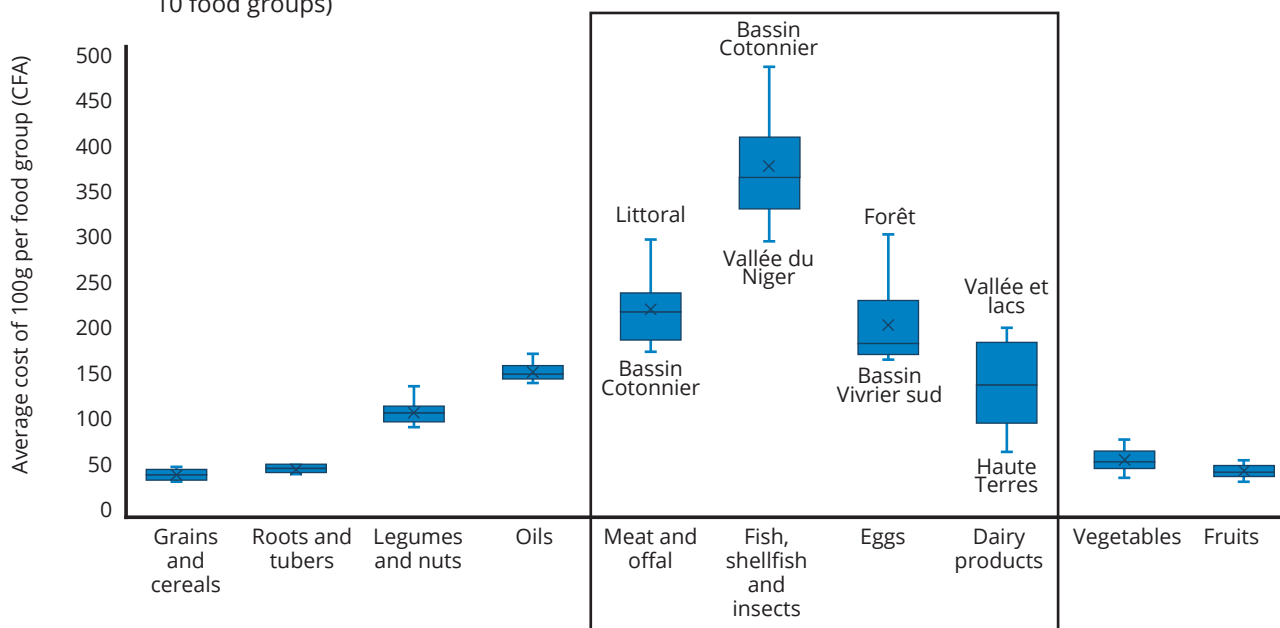 10 food groups)
Average cost of 100g per food group (CFA)
500
450
400
350
300
250
200
150
100
50
0
Bassin
Cotonnier
Littoral
Forêt
Vallée du
Niger
Vallée et
lacs
Bassin
Cotonnier
Bassin
Vivrier sud
Haute
Terres
Grains
and
cereals
Roots and
tubers
Legumes
and nuts
Oils
Meat and
offal
Fish,
shellfish
and
insects
Eggs
Dairy
products
Vegetables
Fruits